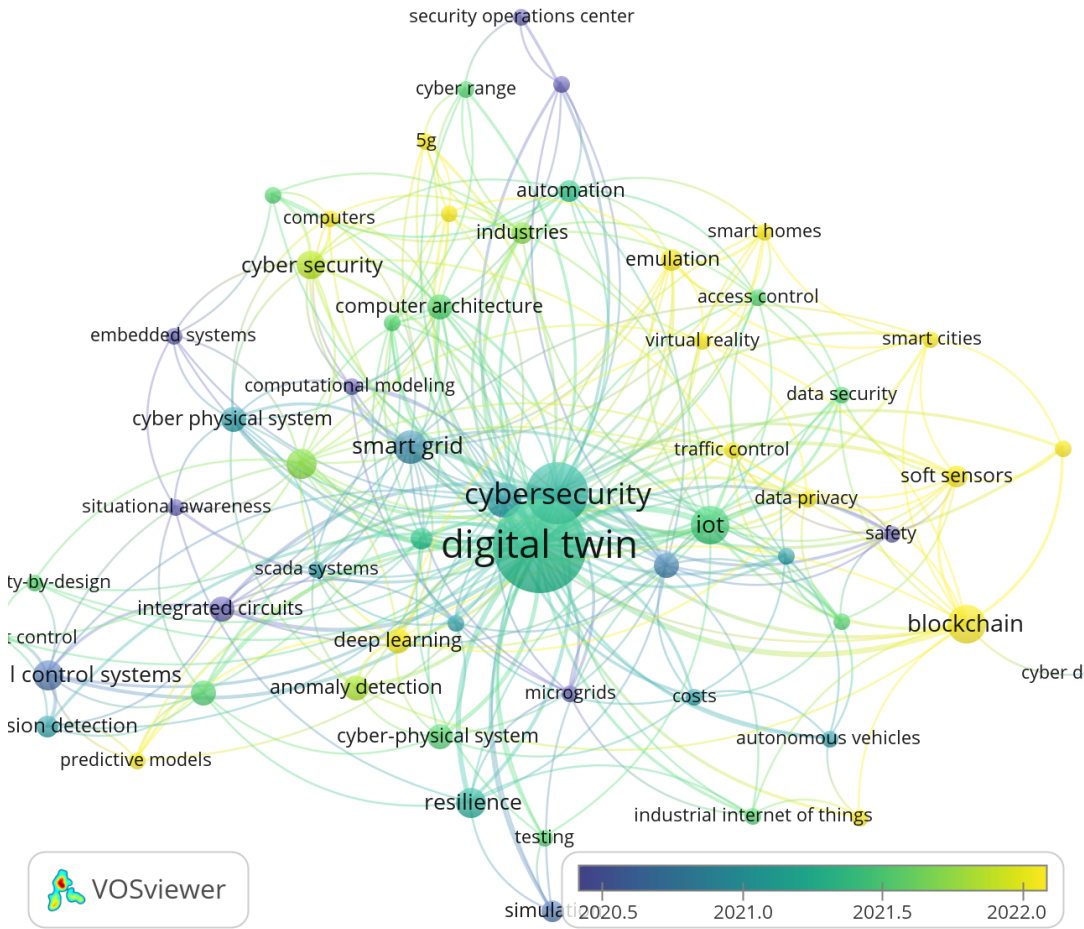 security operations center
cyber range
5g
automation
computers
industries
smart homes
cyber security
emulation
access control
computer architecture
embedded systems
virtual reality
smart cities
computational modeling
data security
cyber physical system
smart grid
traffic control
soft sensors
cybersecurity
data privacy
situational awareness
iot
safety
digital twin
scada systems
ty-by-design
integrated circuits
blockchain
control
deep learning
l control systems
cyber d
anomaly detection
microgrids
costs
sion detection
cyber-physical system
autonomous vehicles
predictive models
resilience
industrial internet of things
testing
VOSviewer
simulation
2020.5 2021.0 2021.5 2022.0